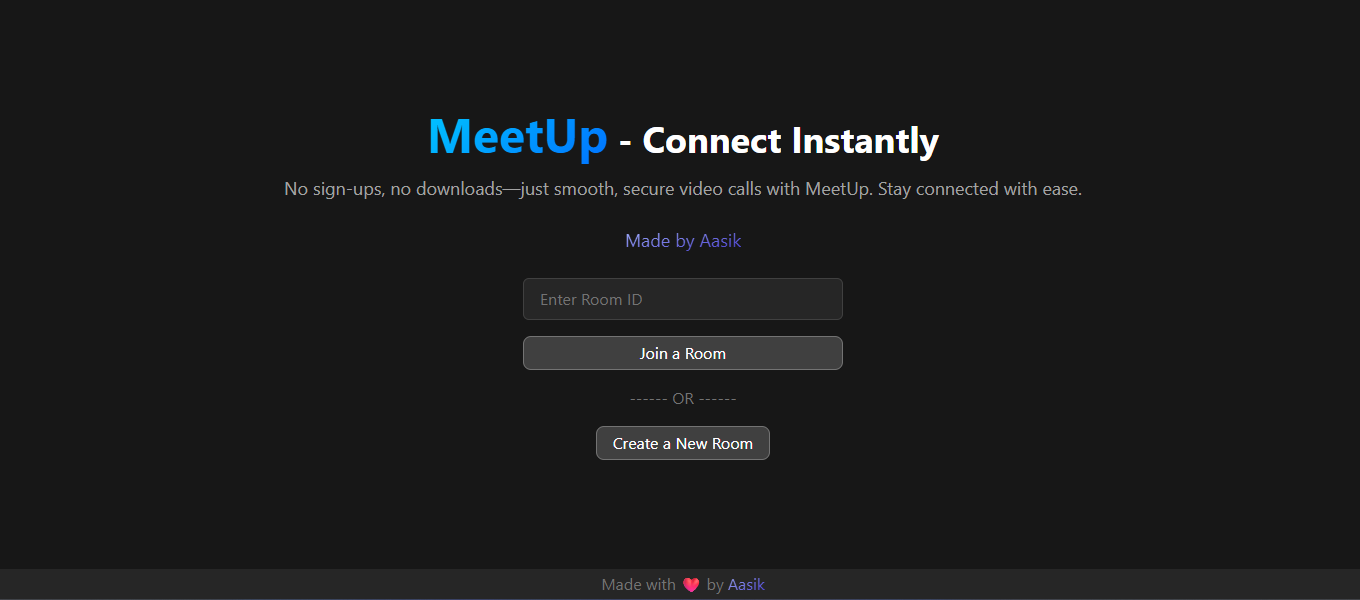 MeetUp - Connect Instantly
No sign-ups, no downloads—just smooth, secure video calls with MeetUp. Stay connected with ease.
Made by Aasik
Enter Room ID
Join a Room
------ OR ------
Create a New Room
Made with 💗 by Aasik